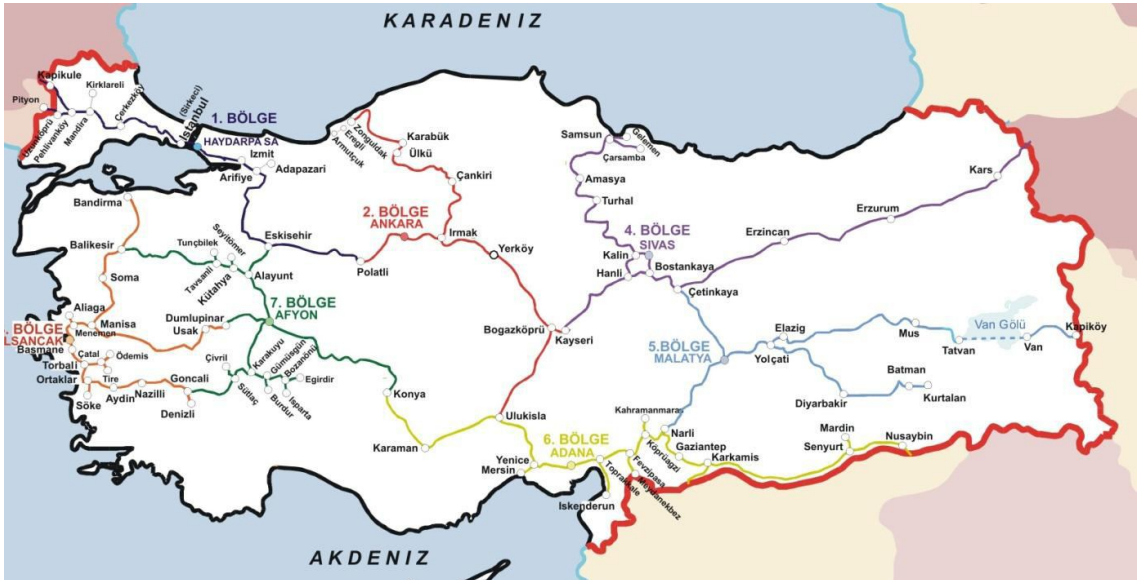 KARADENIZ
Kapikule
Kirklareli
Pityon
Uzunköprü
Pehlivanköy
Mandira
Çerkezköy
Istanbul
(Sirkeci)
1. BÖLGE
HAYDARPASA
Izmit
Arifiye
Adapazari
Armutçuk
Eregli
Zonguldak
Karabük
Ülkü
Çankiri
Samsun
Gelemen
Çarsamba
Amasya
Turhal
Kars
Erzurum
Erzincan
Bandirma
2. BÖLGE
ANKARA
Irmak
Yerköy
4. BÖLGE
SIVAS
Kalin
Hanli
Bostankaya
Çetinkaya
Balikesir
Tunçbilek
Seyitömer
Tavsanli
Kütahya
Alayunt
Eskisehir
Polatli
Soma
Aliaga
Menemen
Manisa
Dumlupinar
Usak
7. BÖLGE
AFYON
Bogazköprü
Kayseri
5.BÖLGE
MALATYA
Elazig
Yolçati
Mus
Tatvan
Van Gölü
Van
Kapiköy
. BÖLGE
LSANCAK
Basmane
Çatal
Ödemis
Torbali
Tire
Ortaklar
Söke
Aydin
Nazilli
Goncali
Denizli
Çivril
Sütlaç
Karakuyu
Gümüsgün
Bozanönü
Egirdir
Burdur
Isparta
Konya
Karaman
Ulukisla
Diyarbakir
Batman
Kurtalan
Kahramanmaras
Narli
Köprüagzi
Gaziantep
Karkamis
Mardin
Senyurt
Nusaybin
6. BÖLGE
ADANA
Yenice
Mersin
Toprakkale
Fevzipasa
Meydanekbez
Iskenderun
AKDENIZ